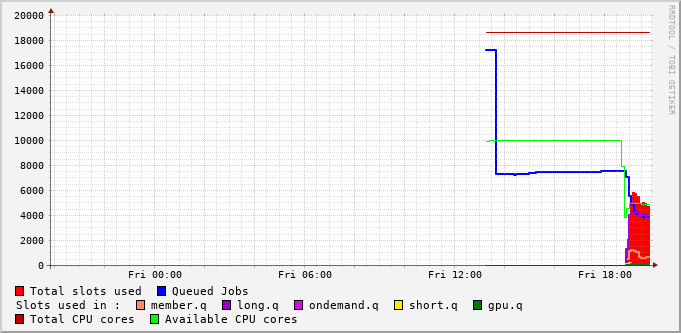 RRDTOOL / TOBI OETIKER
20000
18000
16000
14000
12000
10000
8000
6000
4000
2000
0
Fri 00:00 Fri 06:00 Fri 12:00 Fri 18:00
Total slots used Queued Jobs
Slots used in : member.q long.q ondemand.q short.q gpu.q
Total CPU cores Available CPU cores